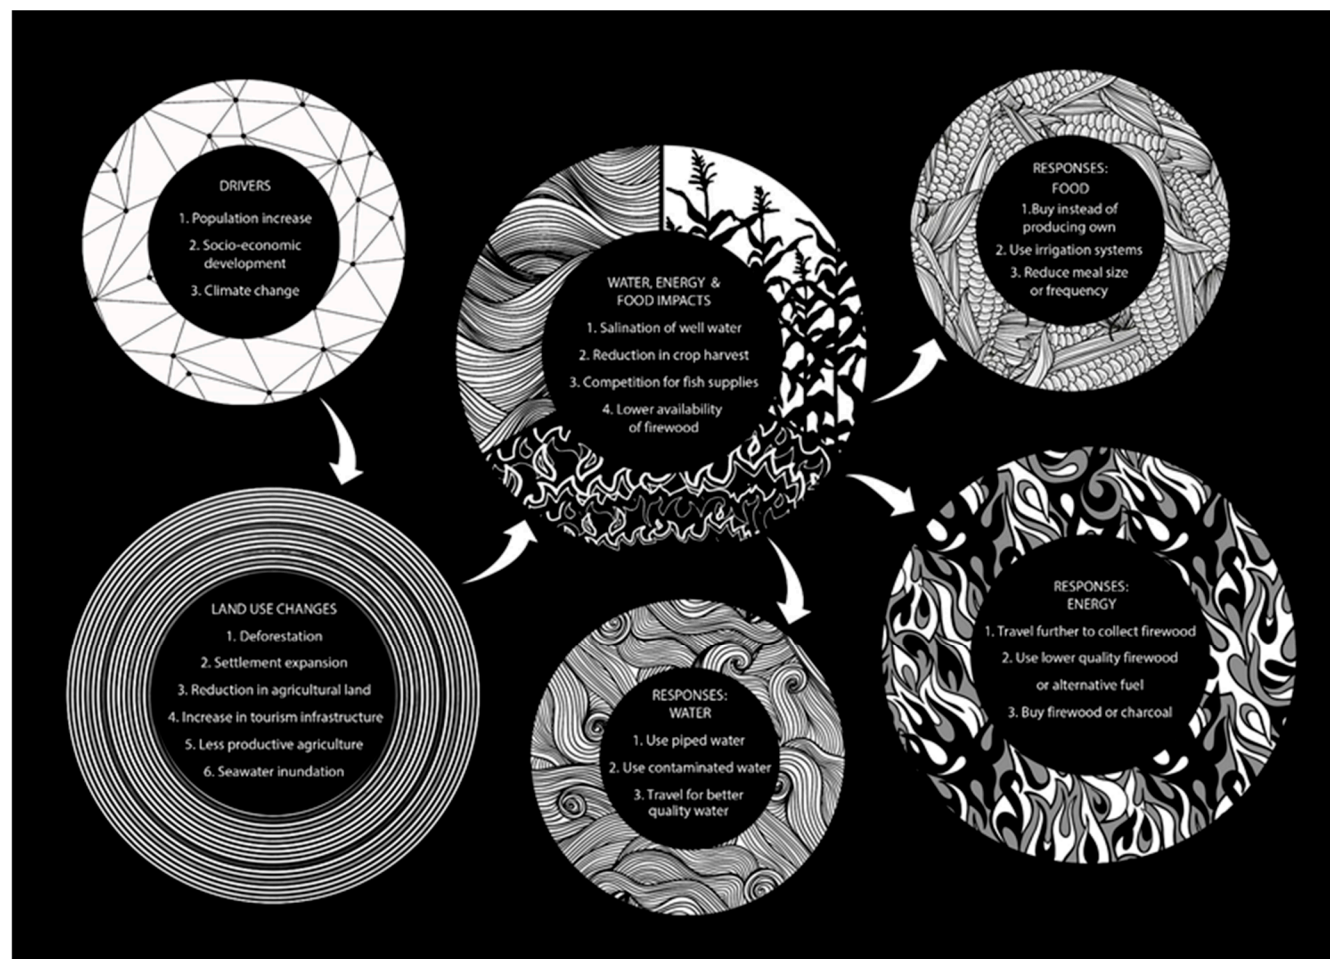 DRIVERS
1. Population increase
2. Socio-economic
development
3. Climate change
LAND USE CHANGES
1. Deforestation
2. Settlement expansion
3. Reduction in agricultural land
4. Increase in tourism infrastructure
5. Less productive agriculture
6. Seawater inundation
WATER, ENERGY &
FOOD IMPACTS
1. Salination of well water
2. Reduction in crop harvest
3. Competition for fish supplies
4. Lower availability
of firewood
RESPONSES:
FOOD
1.Buy instead of
producing own
2. Use irrigation systems
3. Reduce meal size
or frequency
RESPONSES:
ENERGY
1. Travel further to collect firewood
2. Use lower quality firewood
or alternative fuel
3. Buy firewood or charcoal
RESPONSES:
WATER
1. Use piped water
2. Use contaminated water
3. Travel for better
quality water